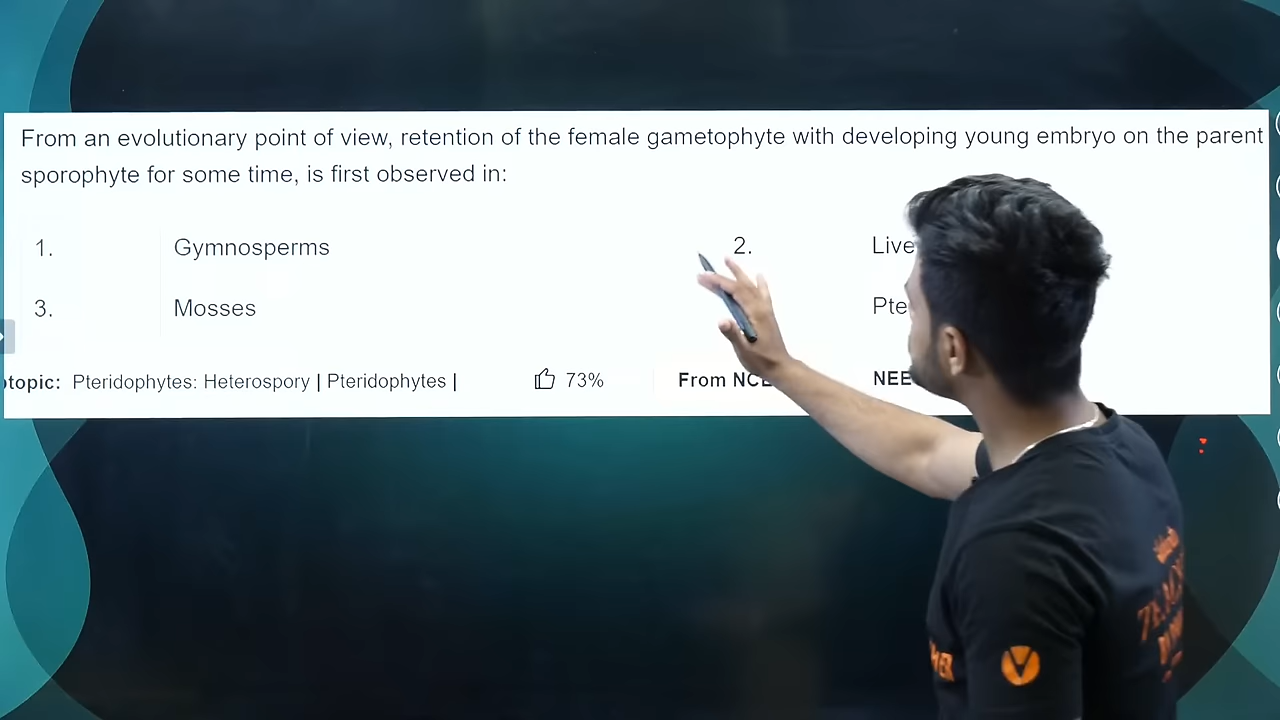 From an evolutionary point of view, retention of the female gametophyte with developing young embryo on the parent
sporophyte for some time, is first observed in:
1. Gymnosperms 2. Live
3. Mosses Pte
topic: Pteridophytes: Heterospory | Pteridophytes | 73% From NCE NEE